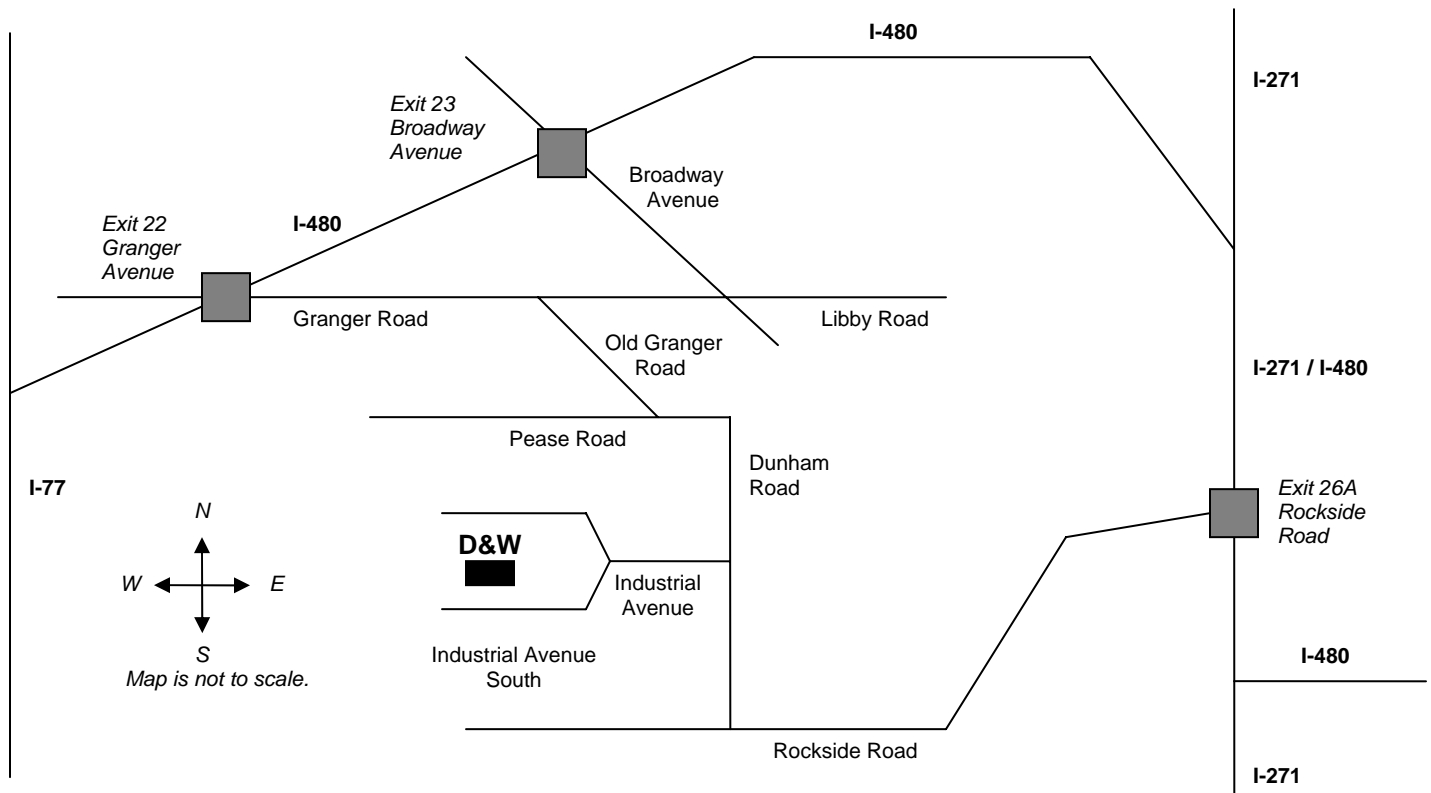 I-480
I-271
Exit 23
Broadway
Avenue
Broadway
Avenue
Exit 22
Granger
Avenue
I-480
Granger Road
Libby Road
Old Granger
Road
I-271 / I-480
Pease Road
Dunham
Road
I-77
Exit 26A
Rockside
Road
N
W
E
S
Map is not to scale.
D&W
Industrial
Avenue
Industrial Avenue
South
I-480
Rockside Road
I-271